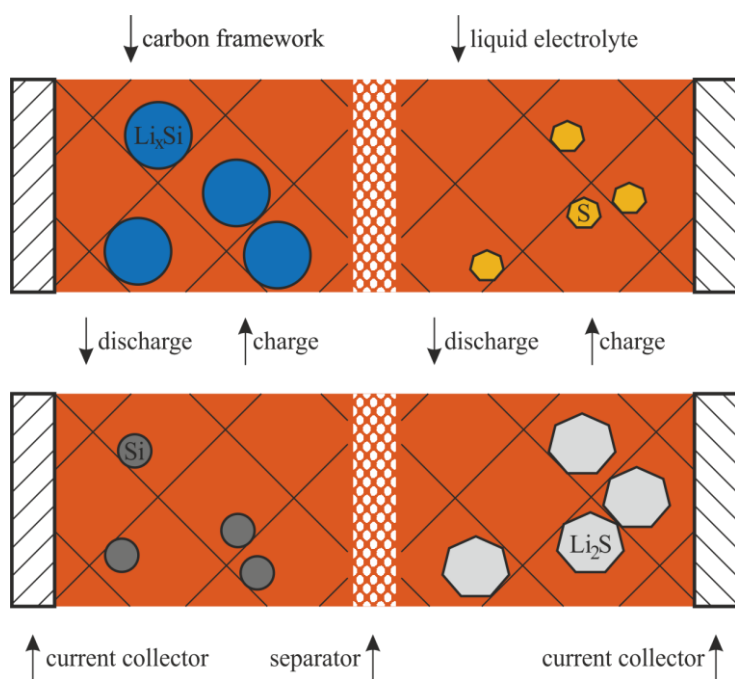 carbon framework
liquid electrolyte
LiₓSi
S
discharge
charge
discharge
charge
Si
Li₂S
current collector
separator
current collector